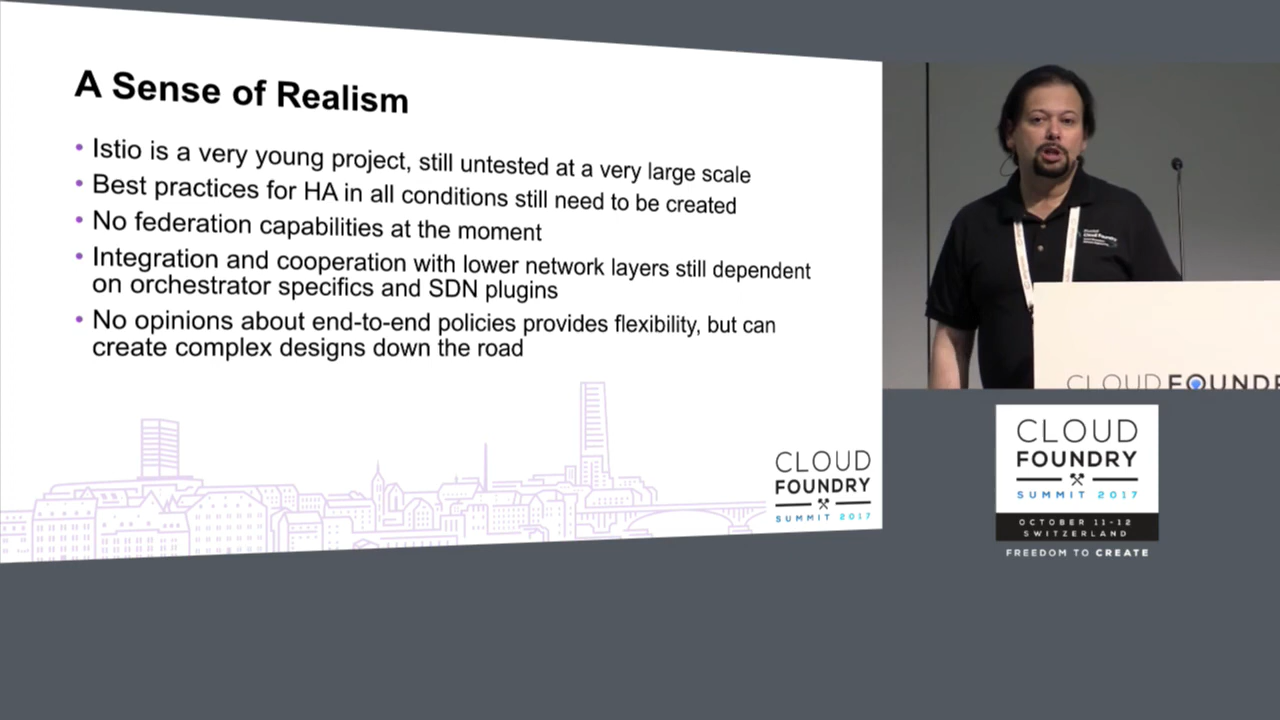 A Sense of Realism
• Istio is a very young project, still untested at a very large scale
• Best practices for HA in all conditions still need to be created
• No federation capabilities at the moment
• Integration and cooperation with lower network layers still dependent
on orchestrator specifics and SDN plugins
• No opinions about end-to-end policies provides flexibility, but can
create complex designs down the road
CLOUD
FOUNDRY
SUMMIT 2017
Cloud Foundry
CLOUD FOUNDR
CLOUD
FOUNDRY
SUMMIT 2017
OCTOBER 11-12
SWITZERLAND
FREEDOM TO CREATE